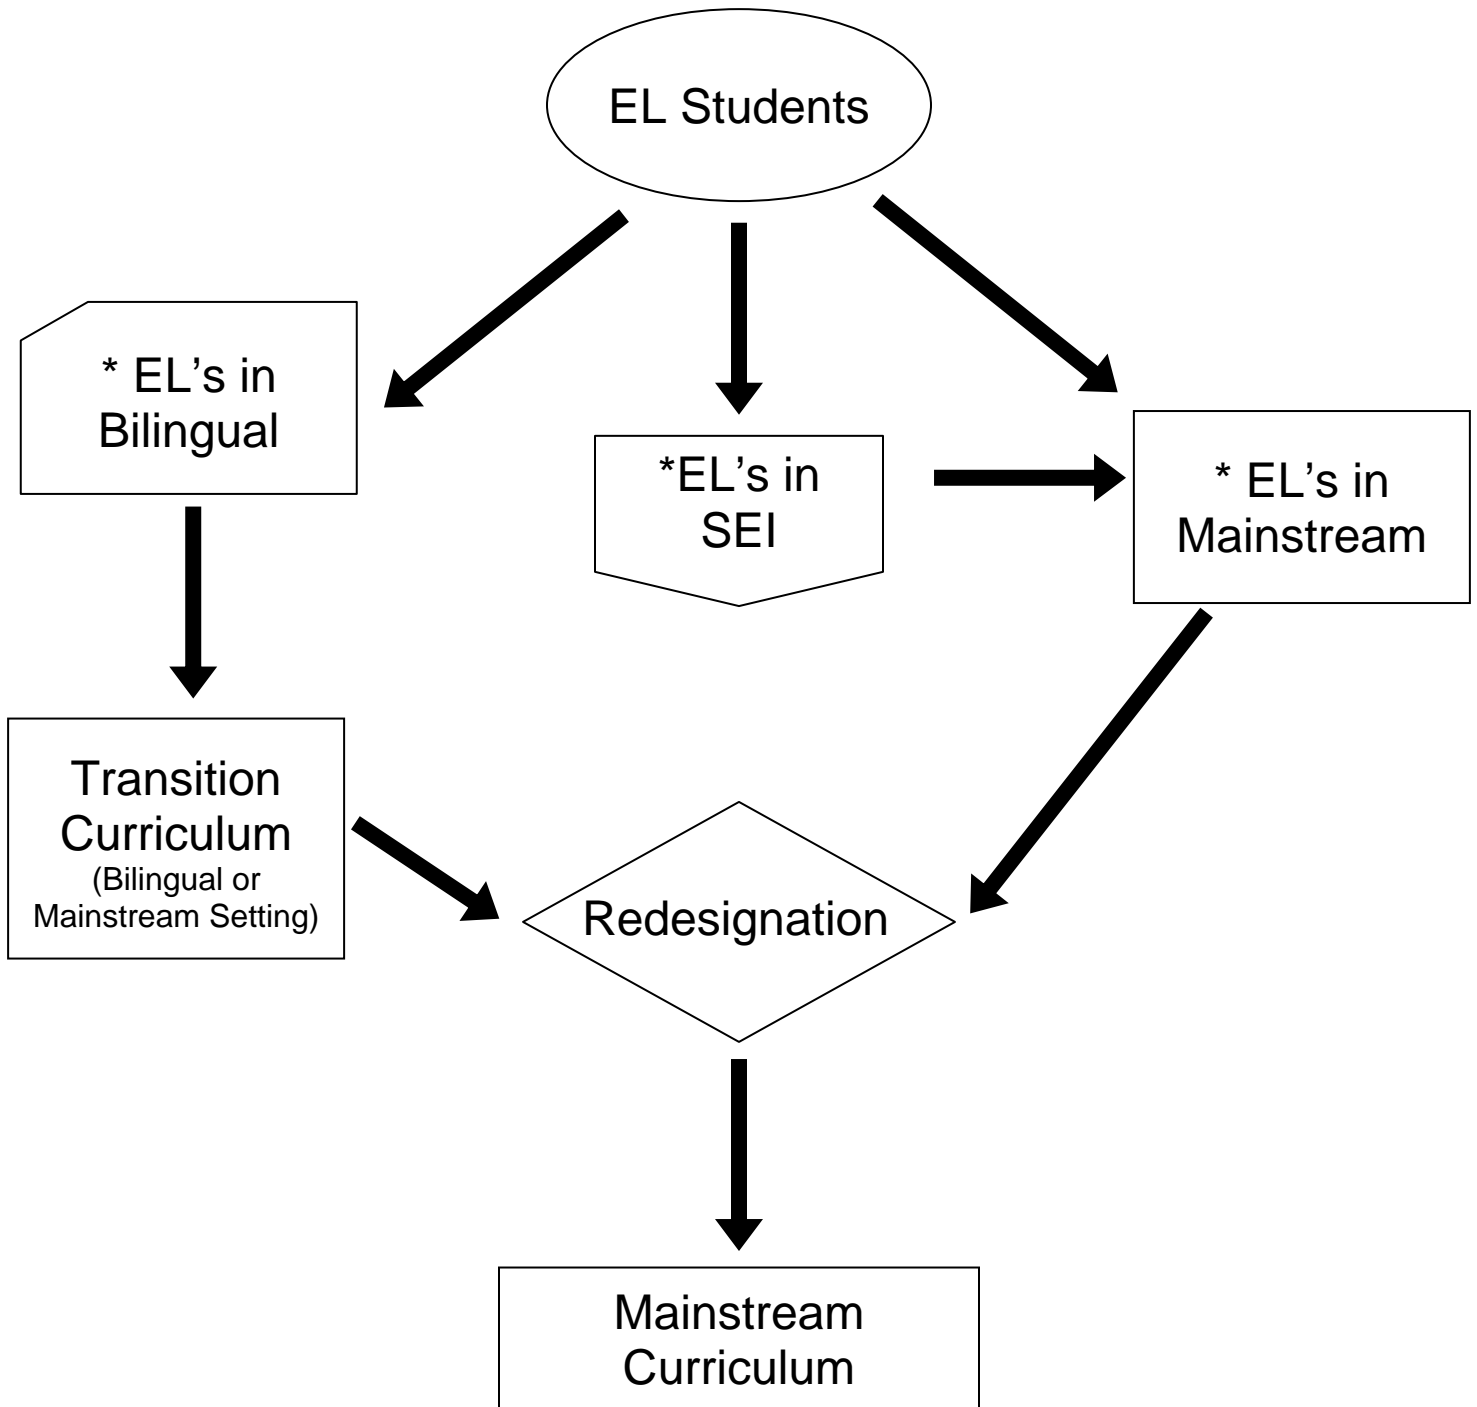 EL Students
* EL’s in
Bilingual
*EL’s in
SEI
* EL’s in
Mainstream
Transition
Curriculum
(Bilingual or
Mainstream Setting)
Redesignation
Mainstream
Curriculum